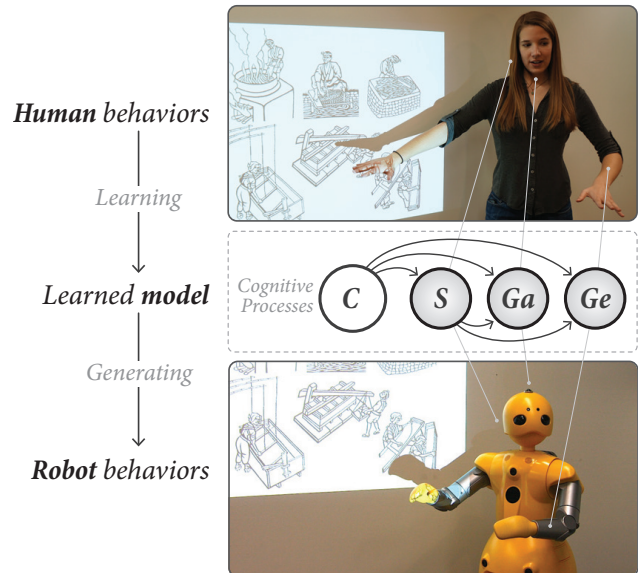 Human behaviors
Learning
Learned model
Generating
Robot behaviors
Cognitive
Processes
C
S
Ga
Ge